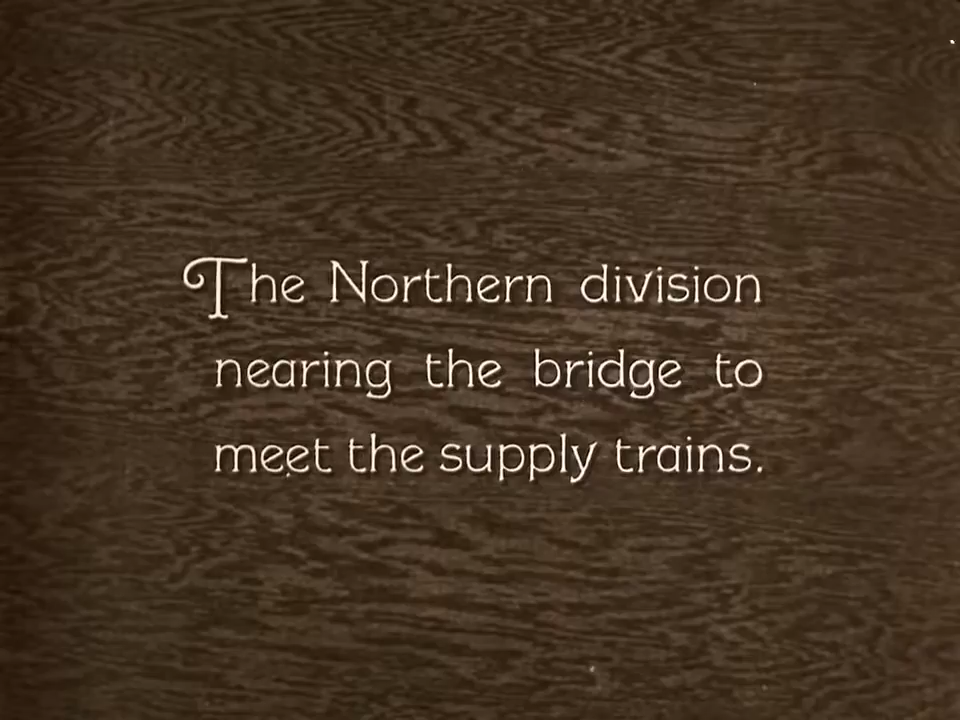 The Northern division
nearing the bridge to
meet the supply trains.